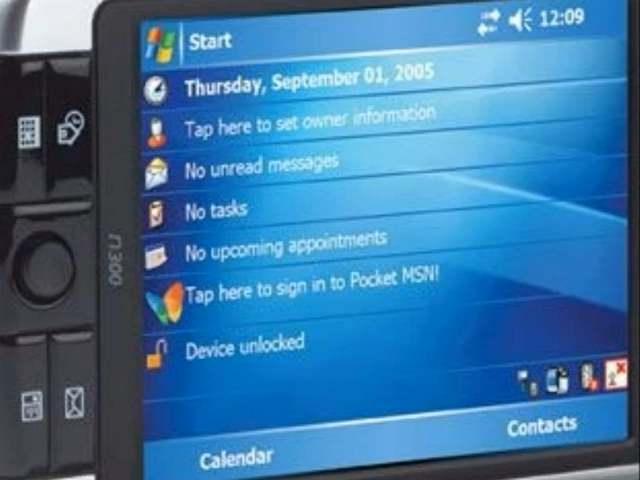 Start
12:09
Thursday, September 01, 2005
Tap here to set owner information
No unread messages
No tasks
No upcoming appointments
Tap here to sign in to Pocket MSN!
Device unlocked
Contacts
Calendar
n300